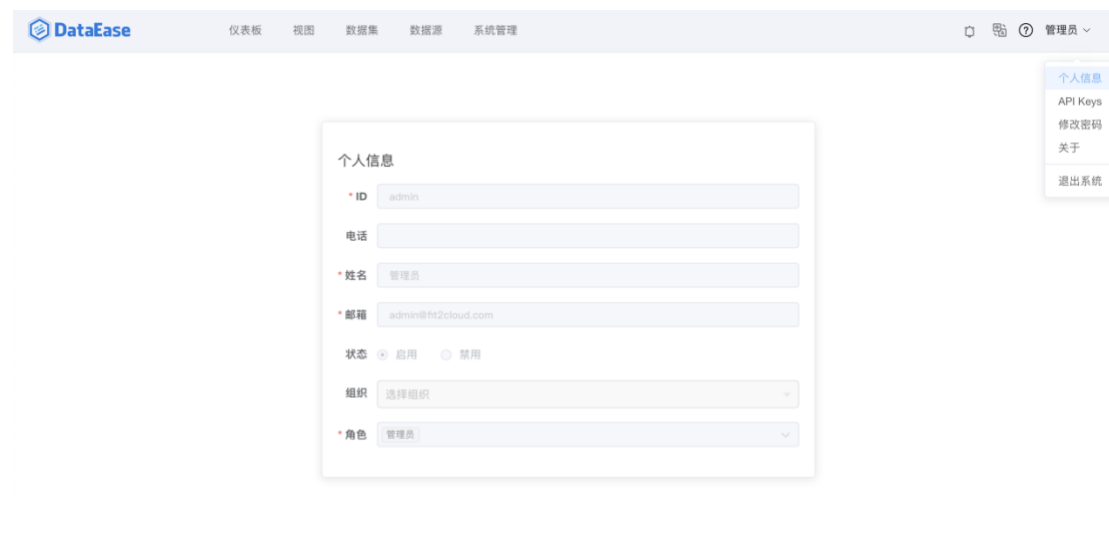 DataEase 仪表板 视图 数据集 数据源 系统管理 管理员
个人信息
API Keys
修改密码
关于
退出系统
个人信息
* ID admin
电话
* 姓名 管理员
* 邮箱 admin@fit2cloud.com
状态 启用 禁用
组织 选择组织
* 角色 管理员